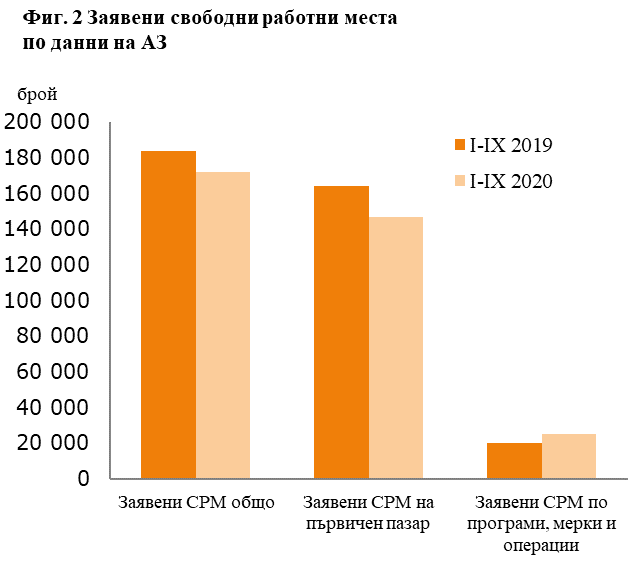 Фиг. 2 Заявени свободни работни места
по данни на АЗ
брой
200 000
180 000
160 000
140 000
120 000
100 000
80 000
60 000
40 000
20 000
0
I-IX 2019
I-IX 2020
Заявени СРМ общо
Заявени СРМ на
първичен пазар
Заявени СРМ по
програми, мерки и
операции